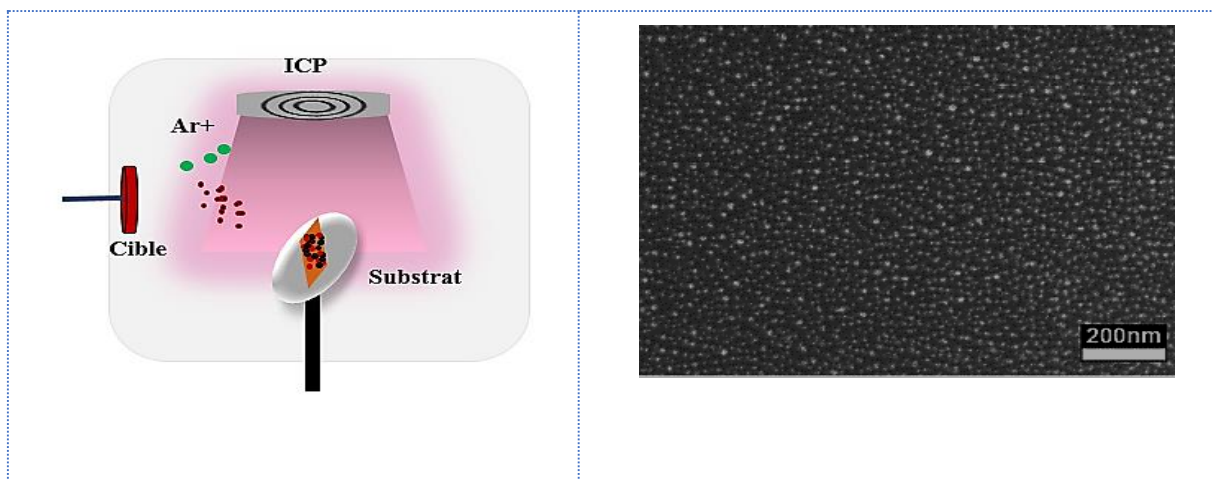 ICP
Ar+
Cible
Substrat
200nm